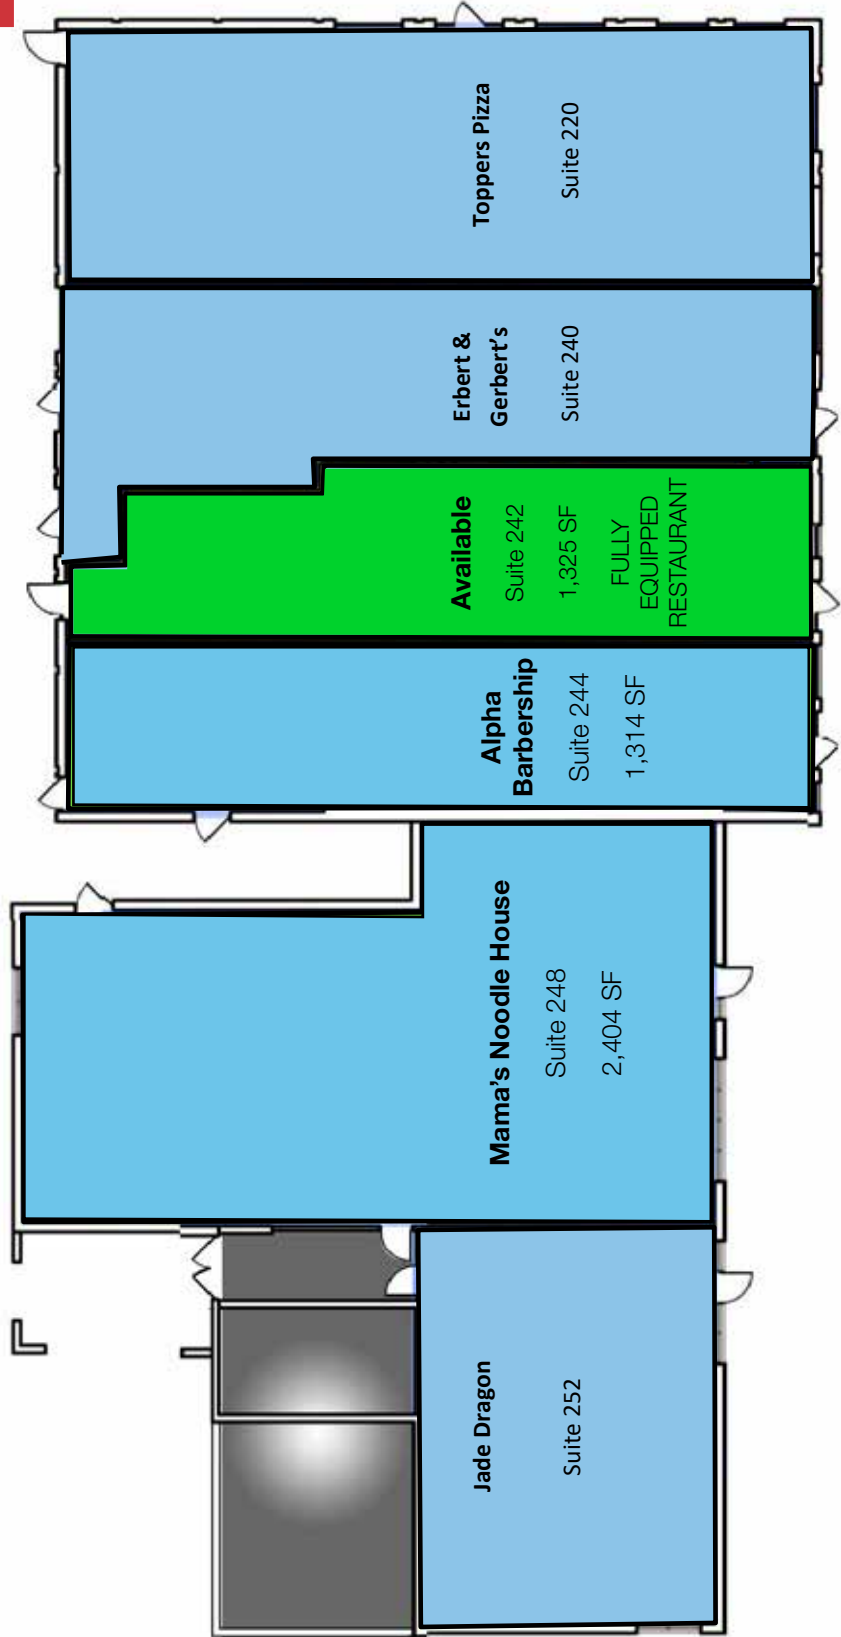 Toppers Pizza
Suite 220
Erbert &
Gerbert’s
Suite 240
Available
Suite 242
1,325 SF
FULLY
EQUIPPED
RESTAURANT
Alpha
Barbership
Suite 244
1,314 SF
Mama’s Noodle House
Suite 248
2,404 SF
Jade Dragon
Suite 252